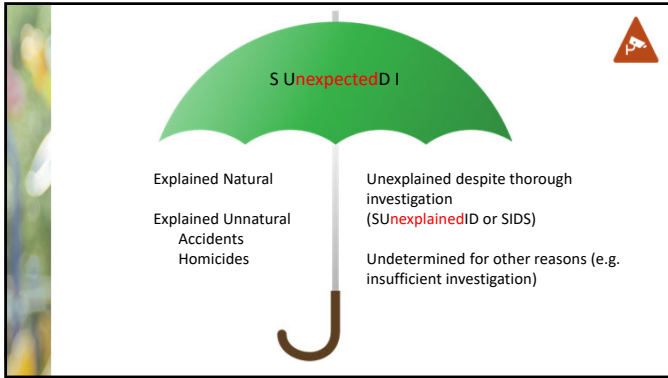 S UnexpectedD I
Explained Natural
Explained Unnatural
Accidents
Homicides
Unexplained despite thorough
investigation
(SUnexplainedID or SIDS)
Undetermined for other reasons (e.g.
insufficient investigation)